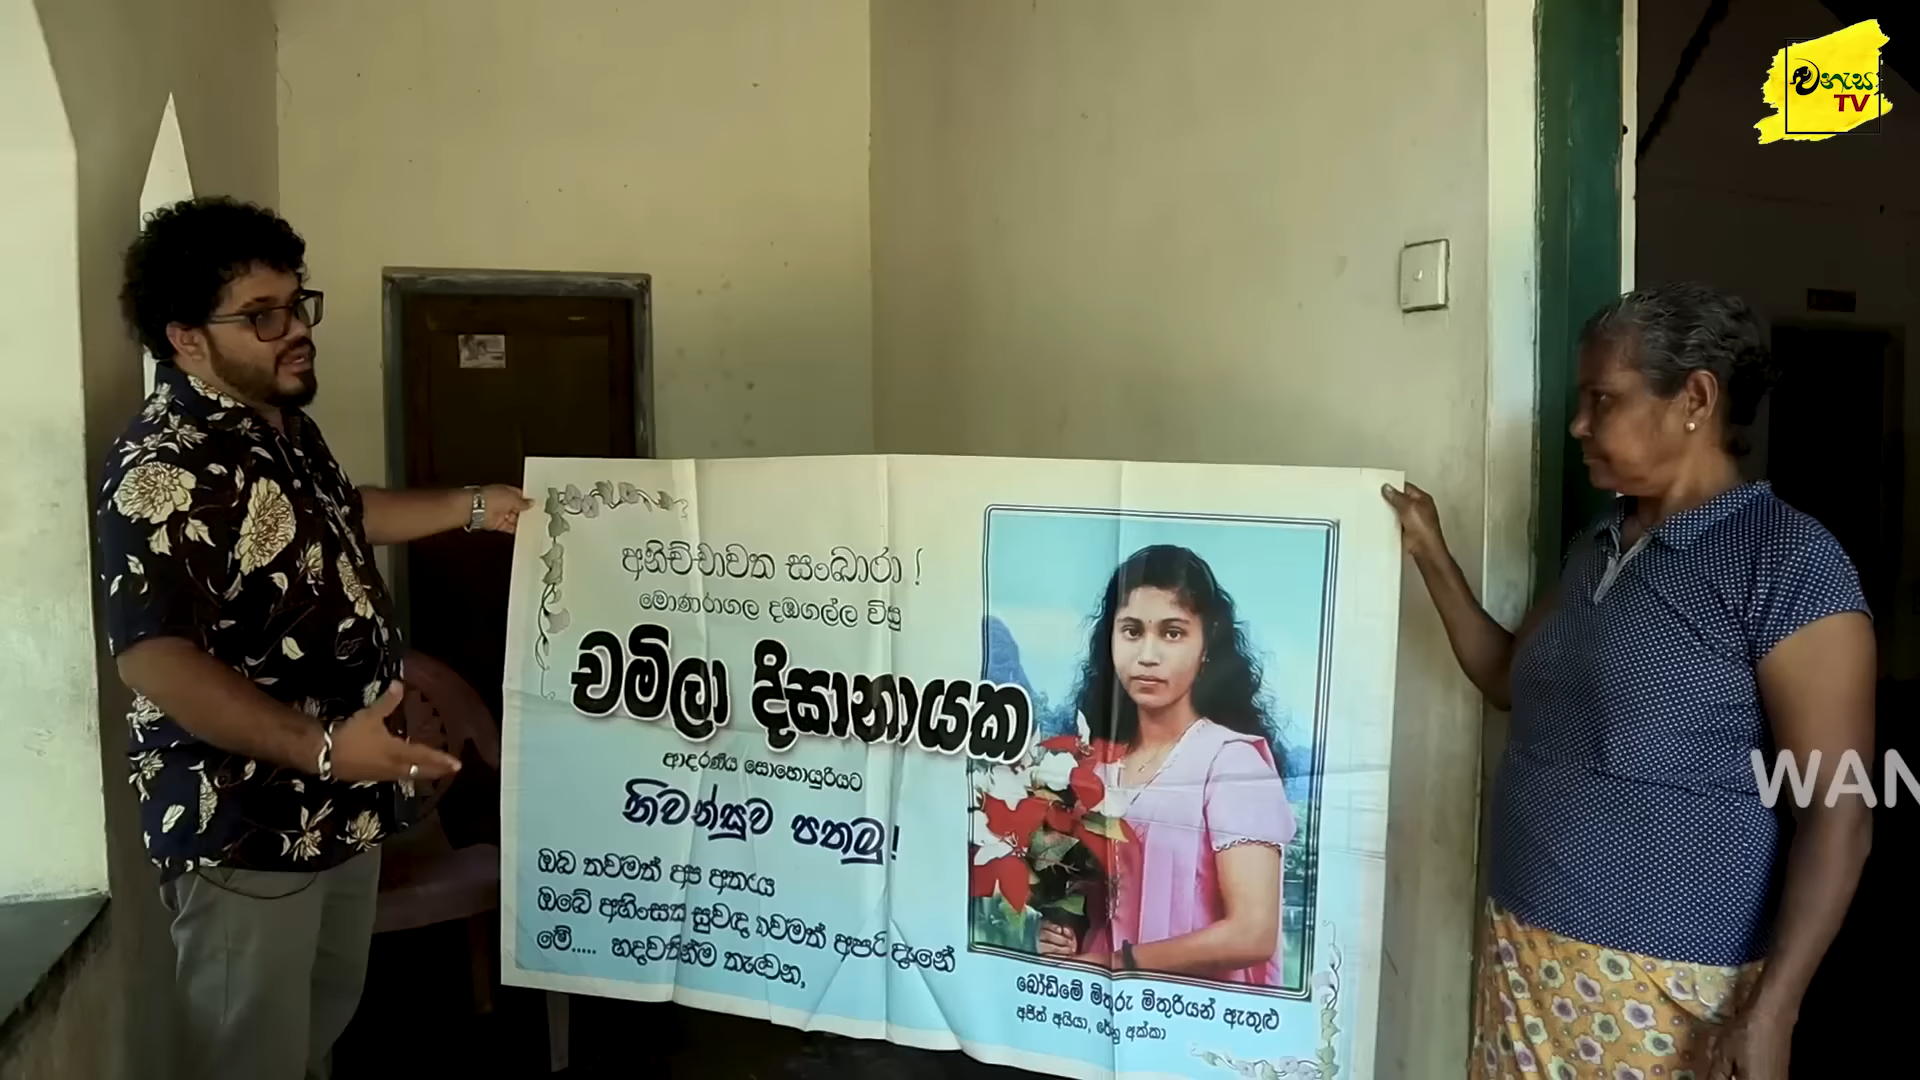 වනැස
TV
අනිච්චාවත සංඛාරා !
මොණරාගල දඹගල්ල විසූ
චමිලා දිසානායක
ආදරණීය සොහොයුරියට
නිවන්සුව පතමු !
ඔබ තවමත් අප අතරය
ඔබේ අහිංසක සුවඳ තවමත් අපට දැනේ
මේ..... හදවතින්ම තැවෙන,
බෝඩිමේ මිතුරු මිතුරියන් ඇතුළු
අජිත් අයියා, රේනු අක්කා
WAN